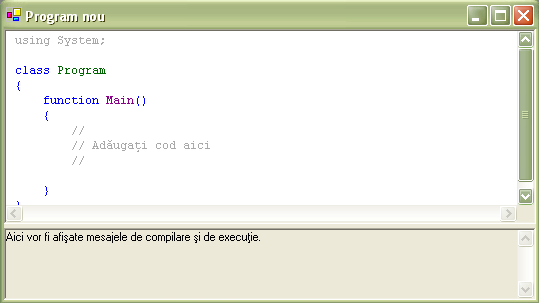 Program nou
using System;
class Program
{
function Main()
{
//
// Adăugaţi cod aici
//
}
}
Aici vor fi afişate mesajele de compilare şi de execuţie.